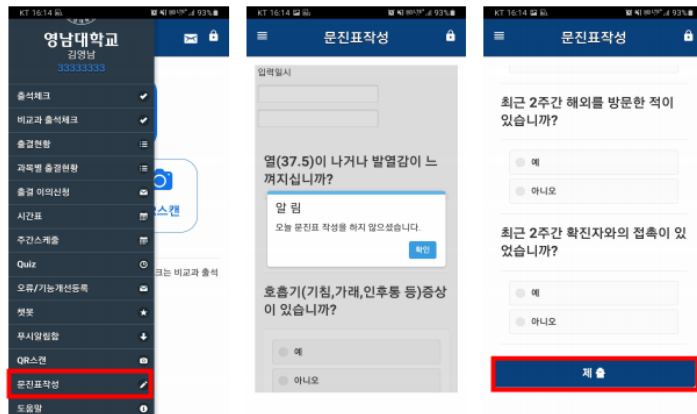 KT 16:14
93%
영남대학교
김영남
33333333
출석체크
비교과 출석체크
출결현황
과목별 출결현황
출결 이의신청
시간표
주간스케줄
Quiz
오류/기능개선등록
챗봇
푸시알림함
QR스캔
문진표작성
도움말
스캔
크는 비교과 출석
KT 16:14
93%
문진표작성
입력일시
열(37.5)이 나거나 발열감이 느
껴지십니까?
알 림
오늘 문진표 작성을 하지 않으셨습니다.
확인
호흡기(기침,가래,인후통 등)증상
이 있습니까?
예
아니오
KT 16:14
93%
문진표작성
최근 2주간 해외를 방문한 적이
있습니까?
예
아니오
최근 2주간 확진자와의 접촉이 있
었습니까?
예
아니오
제 출